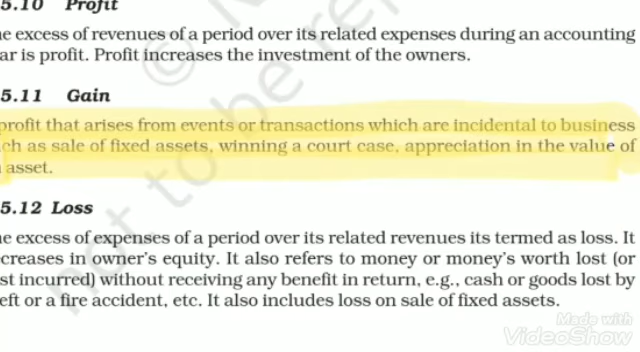 5.10 Profit
e excess of revenues of a period over its related expenses during an accounting
ar is profit. Profit increases the investment of the owners.
5.11 Gain
profit that arises from events or transactions which are incidental to business
ch as sale of fixed assets, winning a court case, appreciation in the value of
asset.
5.12 Loss
e excess of expenses of a period over its related revenues its termed as loss. It
creases in owner's equity. It also refers to money or money's worth lost (or
st incurred) without receiving any benefit in return, e.g., cash or goods lost by
eft or a fire accident, etc. It also includes loss on sale of fixed assets.
not to be re
Made with
VideoShow